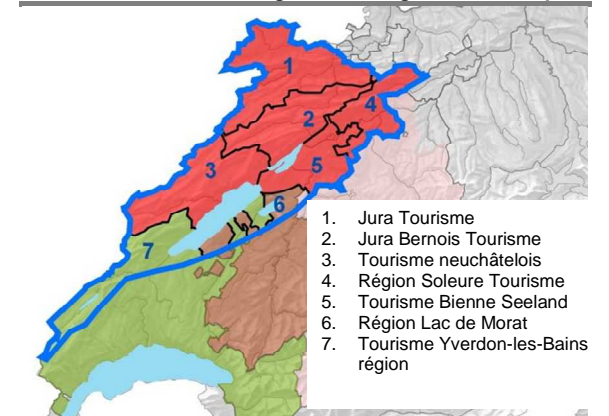 1
2
4
3
5
6
7
1. Jura Tourisme
2. Jura Bernois Tourisme
3. Tourisme neuchâtelois
4. Région Soleure Tourisme
5. Tourisme Bienne Seeland
6. Région Lac de Morat
7. Tourisme Yverdon-les-Bains
région